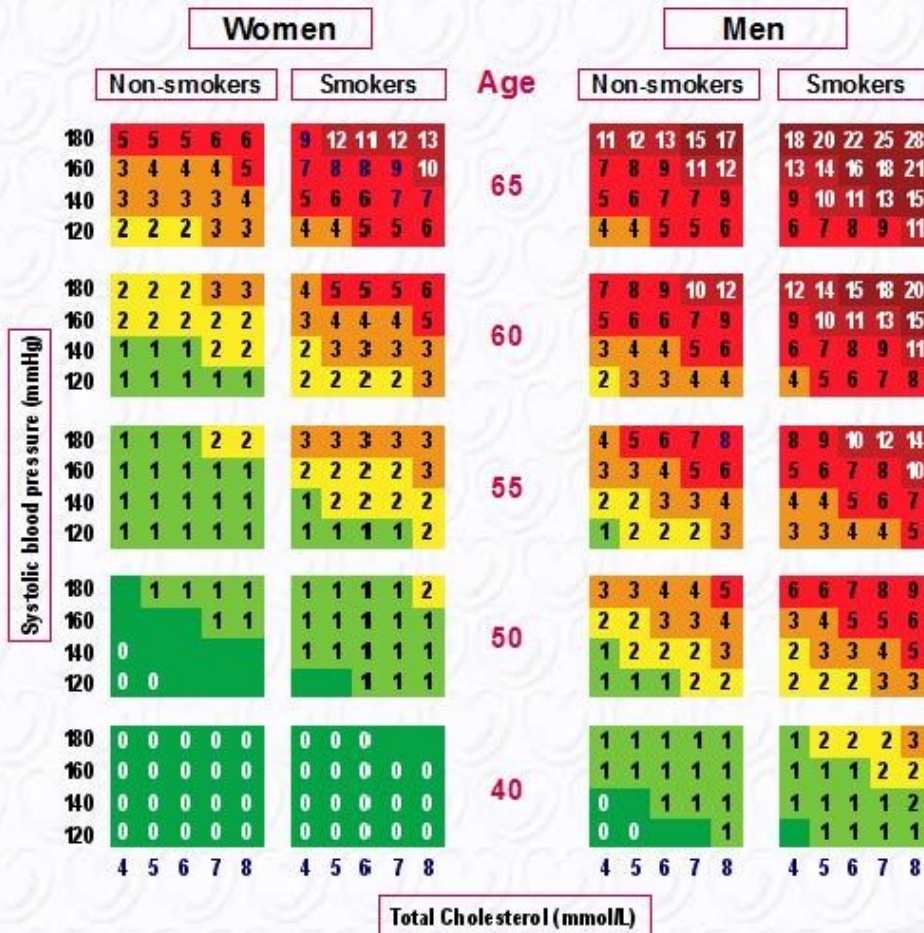 Women Men
Non-smokers Smokers Age Non-smokers Smokers
180 5 5 5 6 6 9 12 11 12 13 11 12 13 15 17 18 20 22 25 28
160 3 4 4 4 5 7 8 8 9 10 65 7 8 9 11 12 13 14 16 18 21
140 3 3 3 3 4 5 6 6 7 7 5 6 7 7 9 9 10 11 13 15
120 2 2 2 3 3 4 4 5 5 6 4 4 5 5 6 6 7 8 9 11
180 2 2 2 3 3 4 5 5 5 6 7 8 9 10 12 12 14 15 18 20
160 2 2 2 2 2 3 4 4 4 5 60 5 6 6 7 9 9 10 11 13 15
140 1 1 1 2 2 2 3 3 3 3 3 4 4 5 6 6 7 8 9 11
120 1 1 1 1 1 2 2 2 2 3 2 3 3 4 4 4 5 6 7 8
180 1 1 1 2 2 3 3 3 3 3 4 5 6 7 8 8 9 10 12 14
160 1 1 1 1 1 2 2 2 2 3 55 3 3 4 5 6 5 6 7 8 10
140 1 1 1 1 1 1 2 2 2 2 2 2 3 3 4 4 4 5 6 7
120 1 1 1 1 1 1 1 1 1 2 1 2 2 2 3 3 3 4 4 5
180 1 1 1 1 1 1 1 1 2 3 3 4 4 5 6 6 7 8 9
160 1 1 1 1 1 1 1 50 2 2 3 3 4 3 4 5 5 6
140 0 1 1 1 1 1 1 2 2 2 3 2 3 3 4 5
120 0 0 1 1 1 1 1 1 2 2 2 2 2 3 3
180 0 0 0 0 0 0 0 0 1 1 1 1 1 1 2 2 2 3
160 0 0 0 0 0 0 0 0 0 0 40 1 1 1 1 1 1 1 1 2 2
140 0 0 0 0 0 0 0 0 0 0 0 1 1 1 1 1 1 1 2
120 0 0 0 0 0 0 0 0 0 0 0 0 1 1 1 1 1
4 5 6 7 8 4 5 6 7 8 4 5 6 7 8 4 5 6 7 8
Systolic blood pressure (mmHg)
Total Cholesterol (mmol/L)